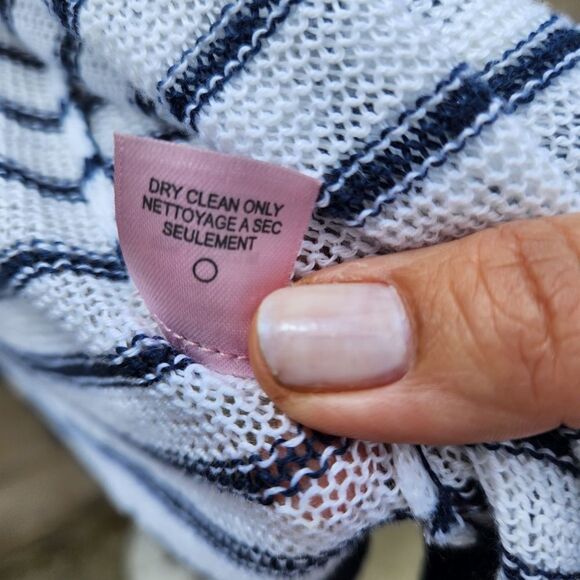 DRY CLEAN ONLY
NETTOYAGE A SEC
SEULEMENT